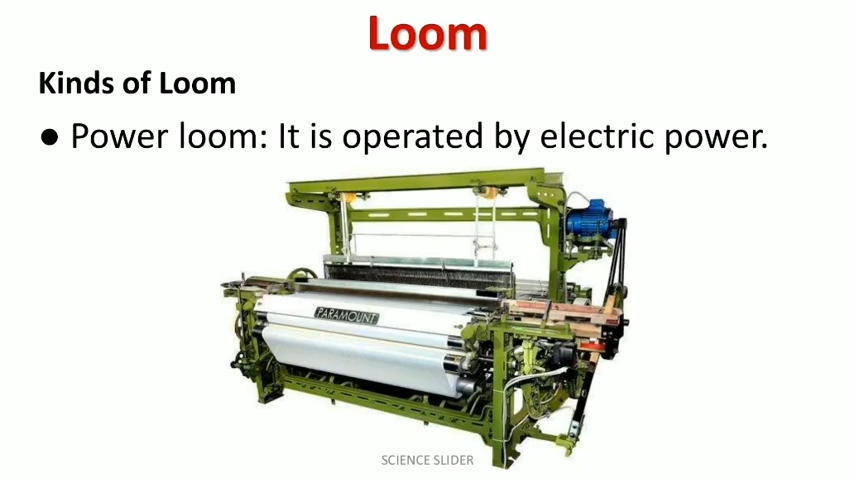 Loom
Kinds of Loom
● Power loom: It is operated by electric power.
PARAMOUNT
SCIENCE SLIDER